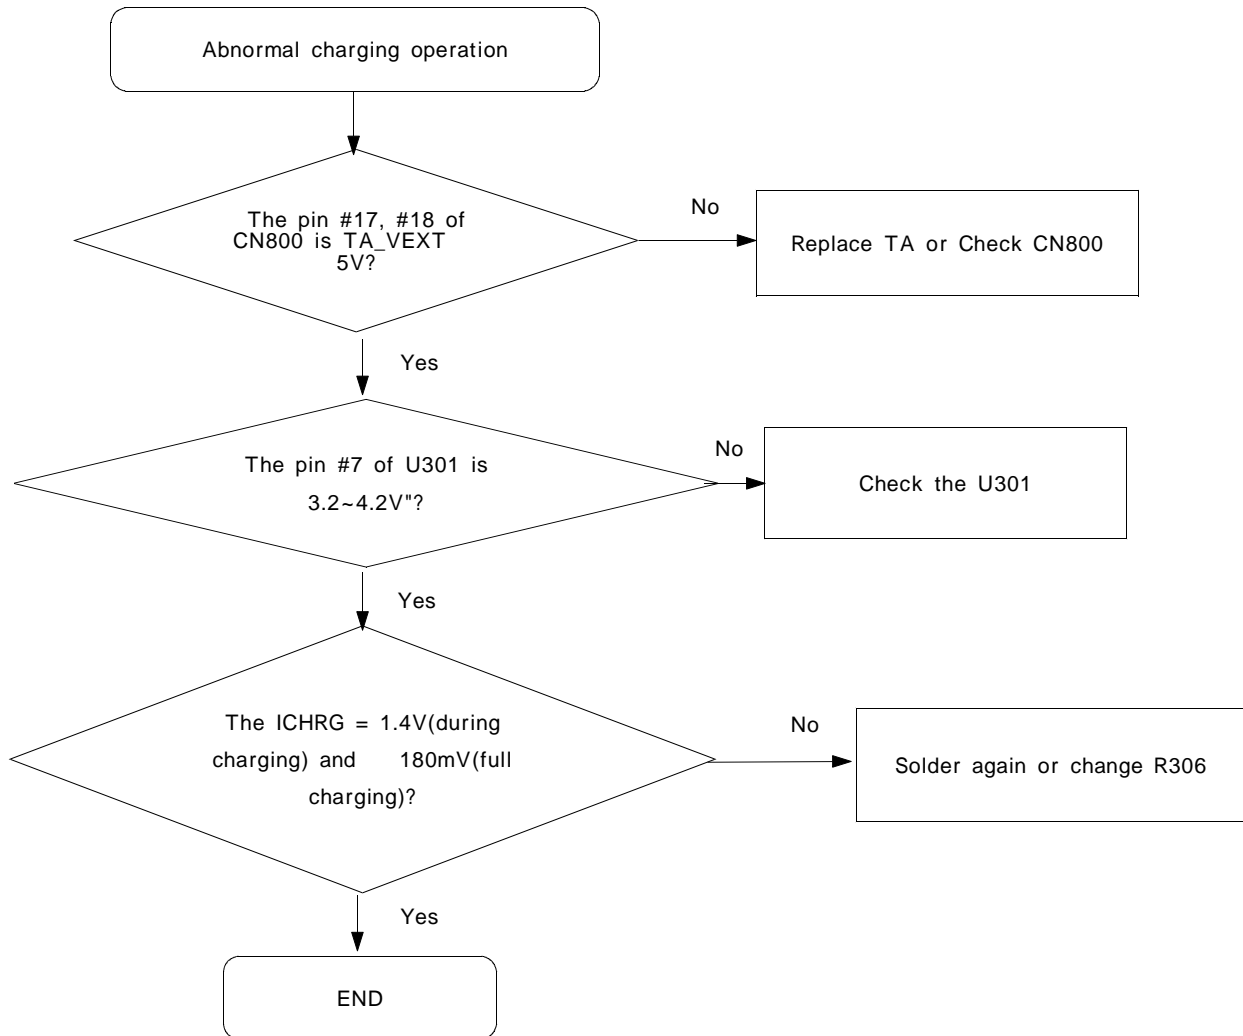 Abnormal charging operation
The pin #17, #18 of
CN800 is TA_VEXT
5V?
No
Replace TA or Check CN800
Yes
The pin #7 of U301 is
3.2~4.2V"?
No
Check the U301
Yes
The ICHRG = 1.4V(during
charging) and 180mV(full
charging)?
No
Solder again or change R306
Yes
END